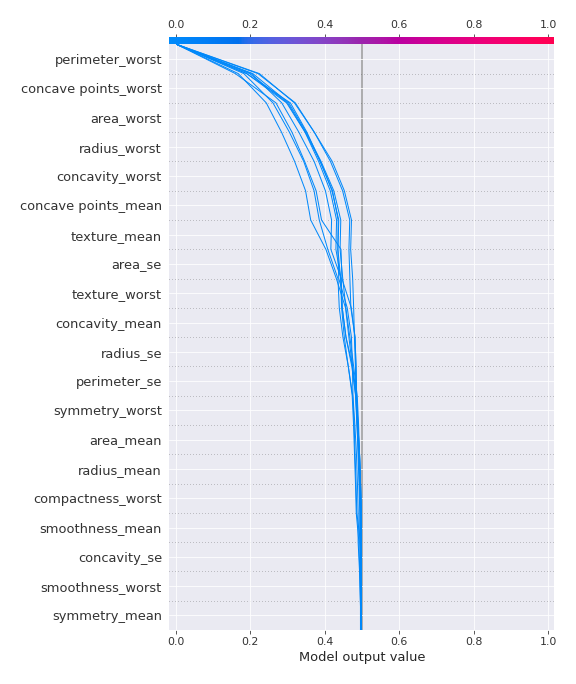 0.0 0.2 0.4 0.6 0.8 1.0
perimeter_worst
concave points_worst
area_worst
radius_worst
concavity_worst
concave points_mean
texture_mean
area_se
texture_worst
concavity_mean
radius_se
perimeter_se
symmetry_worst
area_mean
radius_mean
compactness_worst
smoothness_mean
concavity_se
smoothness_worst
symmetry_mean
0.0 0.2 0.4 0.6 0.8 1.0
Model output value